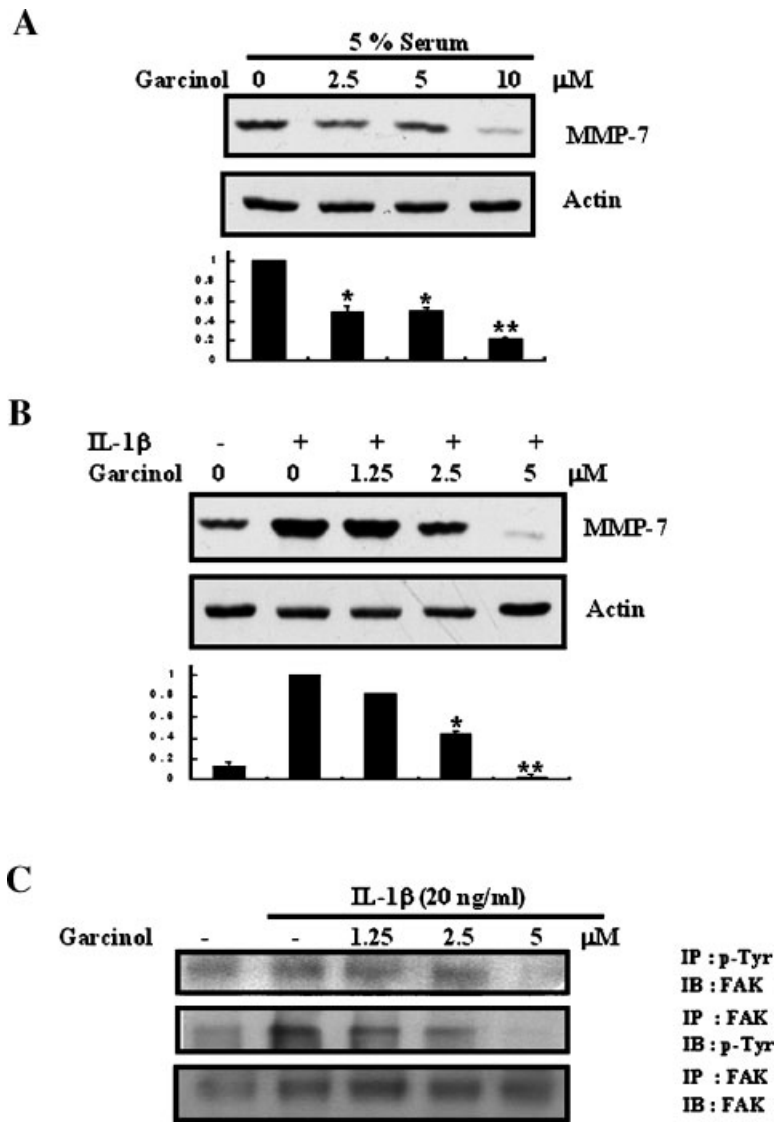 A
5 % Serum
Garcinol 0 2.5 5 10 μM
MMP-7
Actin
1
0.8
0.6
0.4
0.2
0
* * **
B
IL-1β - + + + +
Garcinol 0 0 1.25 2.5 5 μM
MMP-7
Actin
1
0.8
0.6
0.4
0.2
0
* **
C
IL-1β (20 ng/ml)
Garcinol - - 1.25 2.5 5 μM
IP : p-Tyr
IB : FAK
IP : FAK
IB : p-Tyr
IP : FAK
IB : FAK